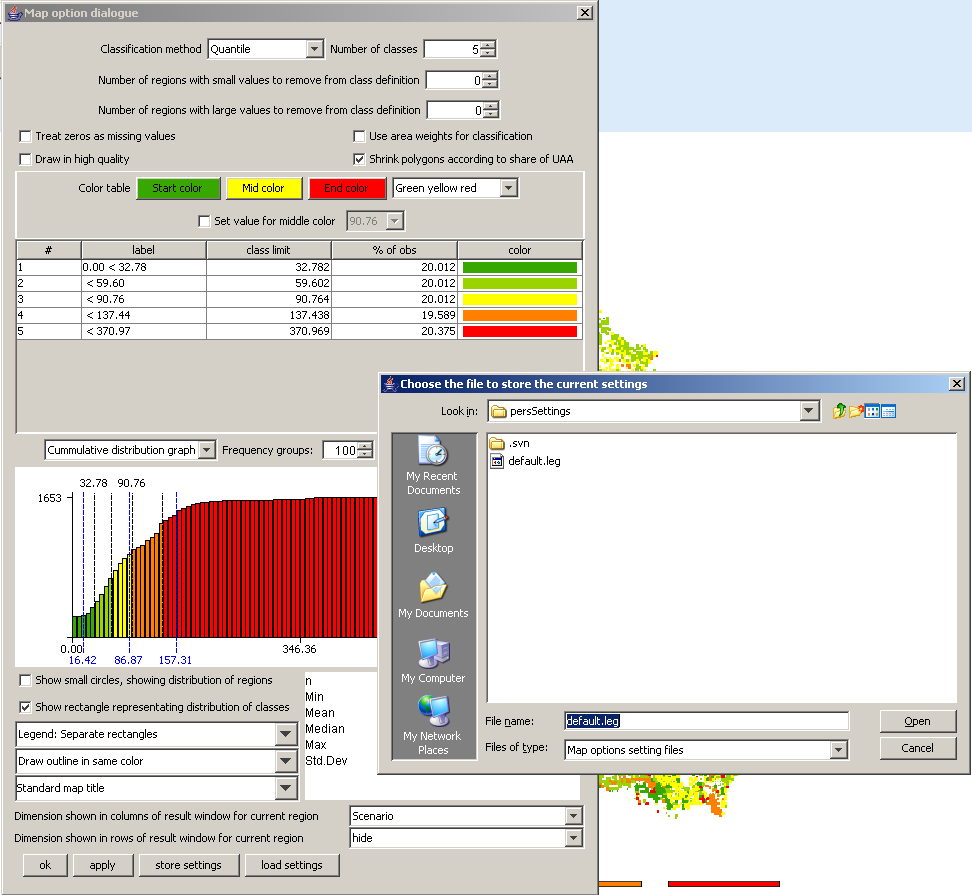 Map option dialogue
Classification method Quantile Number of classes 5
Number of regions with small values to remove from class definition 0
Number of regions with large values to remove from class definition 0
Treat zeros as missing values Use area weights for classification
Draw in high quality Shrink polygons according to share of UAA
Color table Start color Mid color End color Green yellow red
Set value for middle color 90.76
# label class limit % of obs color
1 0.00 < 32.78 32.782 20.012
2 < 59.60 59.602 20.012
3 < 90.76 90.764 20.012
4 < 137.44 137.438 19.589
5 < 370.97 370.969 20.375
Cummulative distribution graph Frequency groups: 100
32.78 90.76
1653
0.00 346.36
16.42 86.87 157.31
Show small circles, showing distribution of regions
Show rectangle representating distribution of classes
Legend: Separate rectangles
Draw outline in same color
Standard map title
n
Min
Mean
Median
Max
Std.Dev
Dimension shown in columns of result window for current region Scenario
Dimension shown in rows of result window for current region hide
ok apply store settings load settings
Choose the file to store the current settings
Look in: persSettings
My Recent
Documents
Desktop
My Documents
My Computer
My Network
Places
.svn
default.leg
File name: default.leg Open
Files of type: Map options setting files Cancel